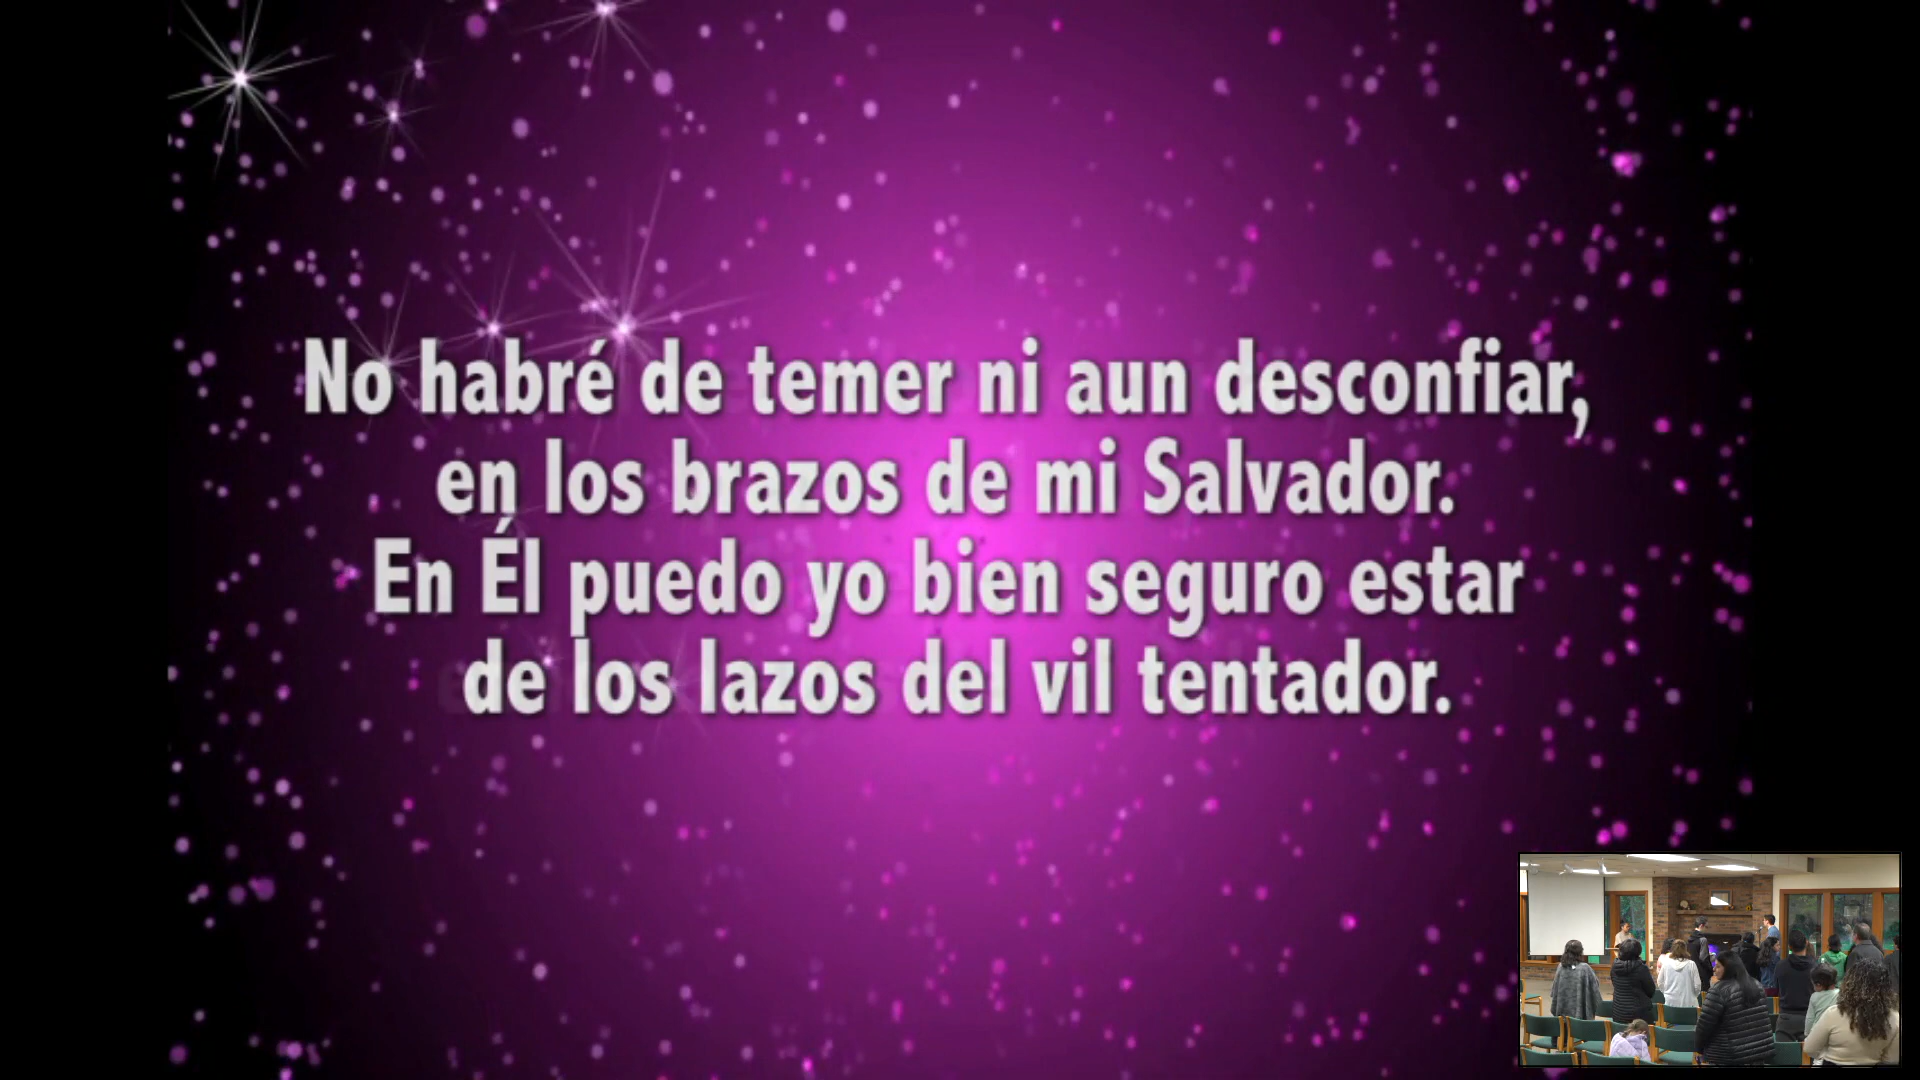 No habré de temer ni aun desconfiar,
en los brazos de mi Salvador.
En Él puedo yo bien seguro estar
de los lazos del vil tentador.